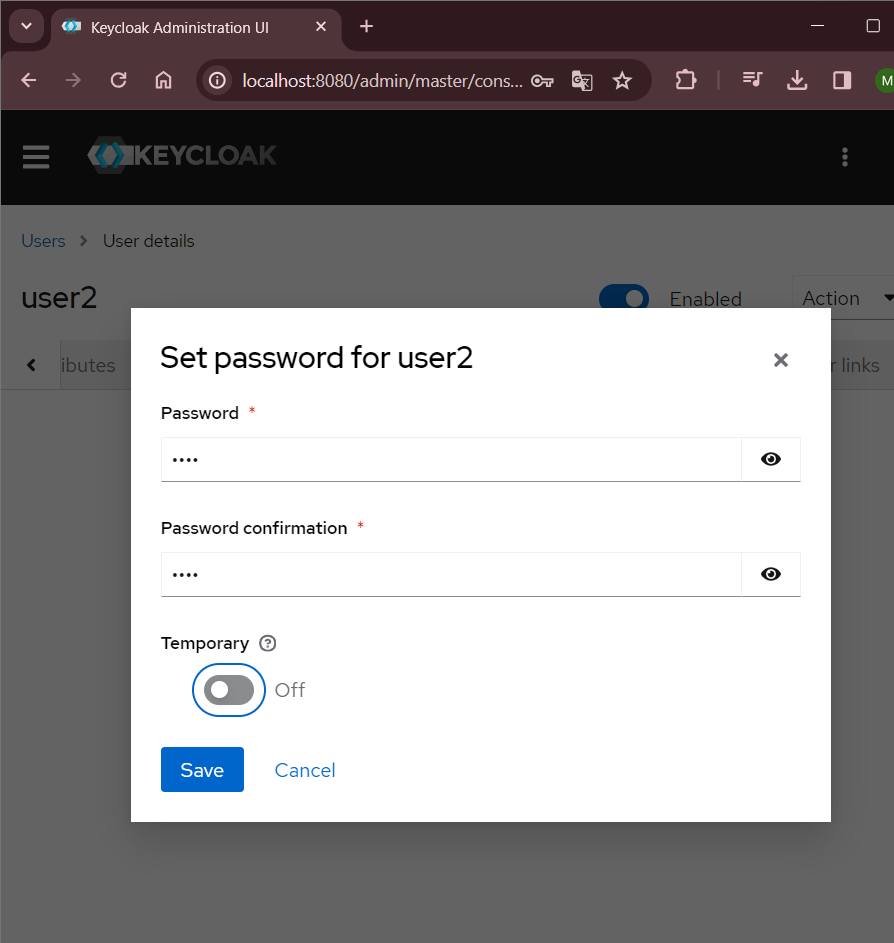 Keycloak Administration UI
localhost:8080/admin/master/cons...
M
KEYCLOAK
Users > User details
user2
Enabled
Action
ibutes
r links
Set password for user2
Password *
••••
Password confirmation *
••••
Temporary ?
Off
Save
Cancel